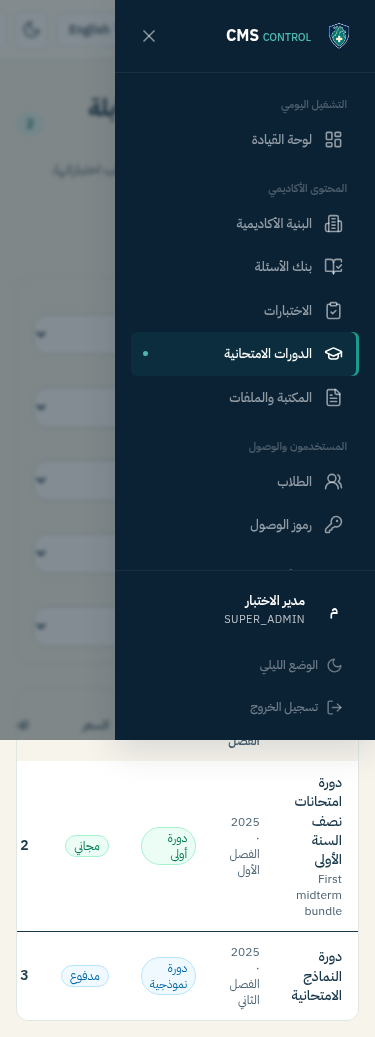 CMS CONTROL
English
التشغيل اليومي
لوحة القيادة
المحتوى الأكاديمي
البنية الأكاديمية
بنك الأسئلة
الاختبارات
الدورات الامتحانية
المكتبة والملفات
المستخدمون والوصول
الطلاب
رموز الوصول
م
مدير الاختبار
SUPER_ADMIN
الوضع الليلي
تسجيل الخروج
السعر
الفصل
دورة
امتحانات
نصف
السنة
الأولى
First
midterm
bundle
2025
·
الفصل
الأول
دورة
أولى
مجاني
2
دورة
النماذج
الامتحانية
2025
·
الفصل
الثاني
دورة
نموذجية
مدفوع
3